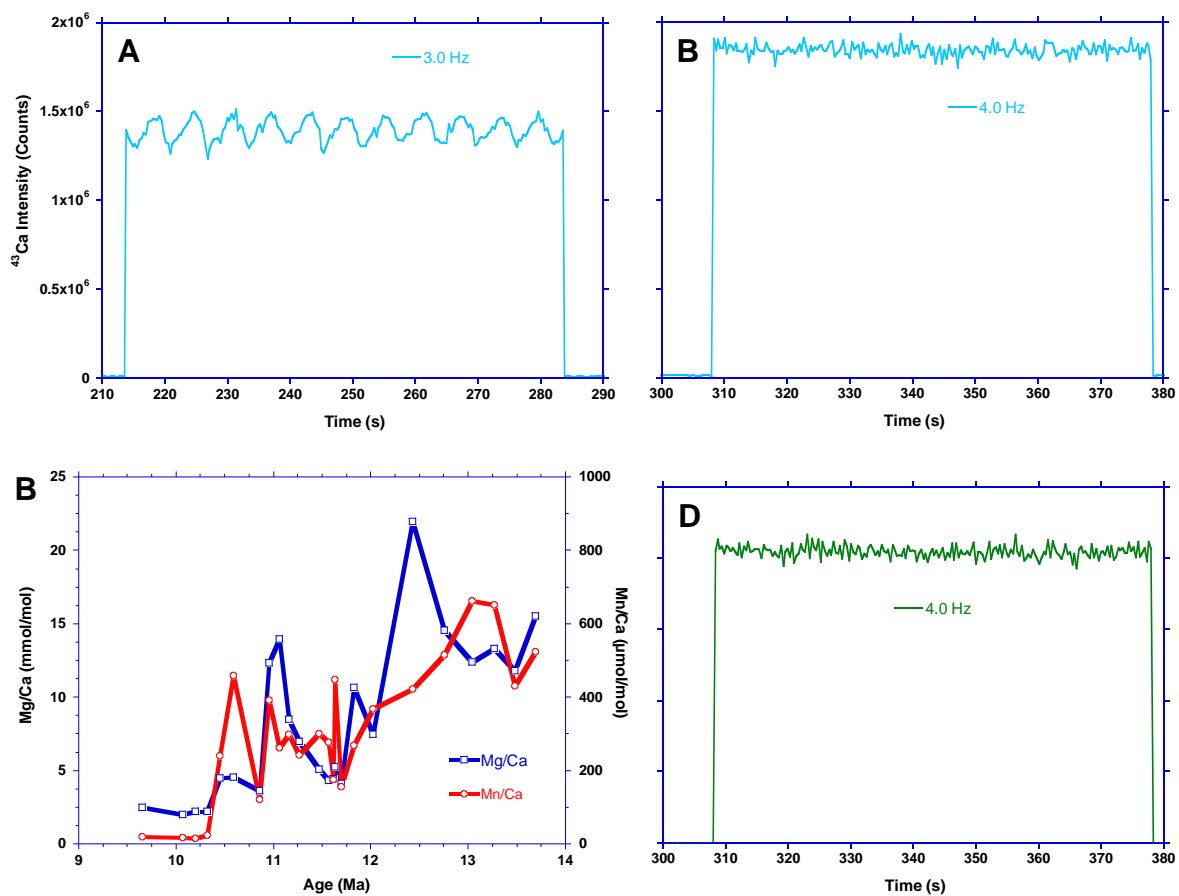 A
3.0 Hz
2x10⁶
1.5x10⁶
1x10⁶
0.5x10⁶
0
⁴³Ca Intensity (Counts)
210 220 230 240 250 260 270 280 290
Time (s)
B
4.0 Hz
300 310 320 330 340 350 360 370 380
Time (s)
B
25
20
15
10
5
0
Mg/Ca (mmol/mol)
1000
800
600
400
200
0
Mn/Ca (µmol/mol)
Mg/Ca
Mn/Ca
9 10 11 12 13 14
Age (Ma)
D
4.0 Hz
300 310 320 330 340 350 360 370 380
Time (s)